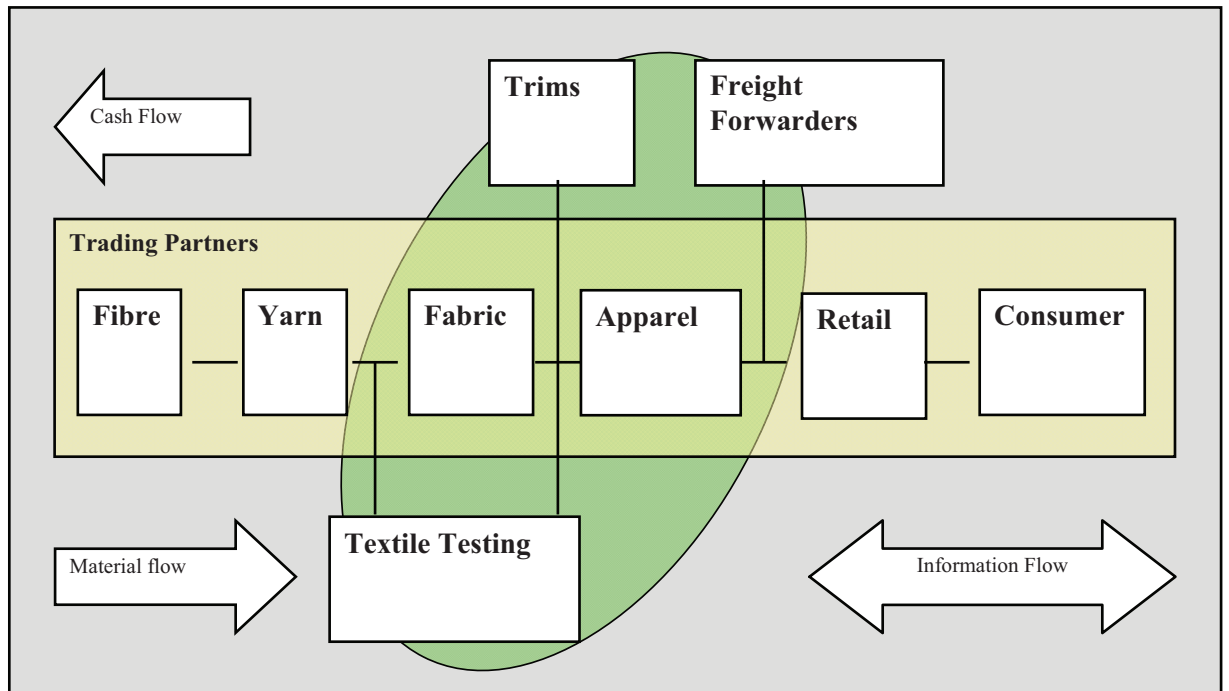 Trims
Freight
Forwarders
Cash Flow
Trading Partners
Fibre
Yarn
Fabric
Apparel
Retail
Consumer
Textile Testing
Material flow
Information Flow